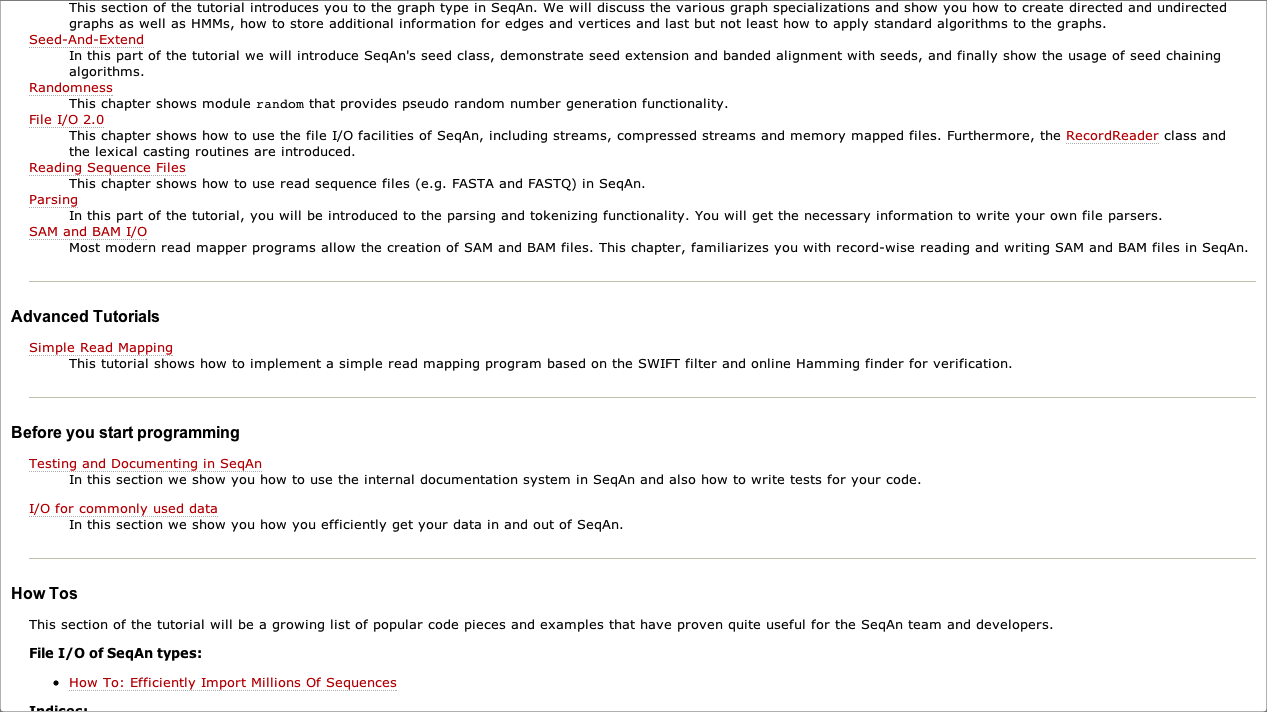 This section of the tutorial introduces you to the graph type in SeqAn. We will discuss the various graph specializations and show you how to create directed and undirected
graphs as well as HMMs, how to store additional information for edges and vertices and last but not least how to apply standard algorithms to the graphs.
Seed-And-Extend
In this part of the tutorial we will introduce SeqAn's seed class, demonstrate seed extension and banded alignment with seeds, and finally show the usage of seed chaining
algorithms.
Randomness
This chapter shows module random that provides pseudo random number generation functionality.
File I/O 2.0
This chapter shows how to use the file I/O facilities of SeqAn, including streams, compressed streams and memory mapped files. Furthermore, the RecordReader class and
the lexical casting routines are introduced.
Reading Sequence Files
This chapter shows how to use read sequence files (e.g. FASTA and FASTQ) in SeqAn.
Parsing
In this part of the tutorial, you will be introduced to the parsing and tokenizing functionality. You will get the necessary information to write your own file parsers.
SAM and BAM I/O
Most modern read mapper programs allow the creation of SAM and BAM files. This chapter, familiarizes you with record-wise reading and writing SAM and BAM files in SeqAn.
Advanced Tutorials
Simple Read Mapping
This tutorial shows how to implement a simple read mapping program based on the SWIFT filter and online Hamming finder for verification.
Before you start programming
Testing and Documenting in SeqAn
In this section we show you how to use the internal documentation system in SeqAn and also how to write tests for your code.
I/O for commonly used data
In this section we show you how you efficiently get your data in and out of SeqAn.
How Tos
This section of the tutorial will be a growing list of popular code pieces and examples that have proven quite useful for the SeqAn team and developers.
File I/O of SeqAn types:
• How To: Efficiently Import Millions Of Sequences
Indices: